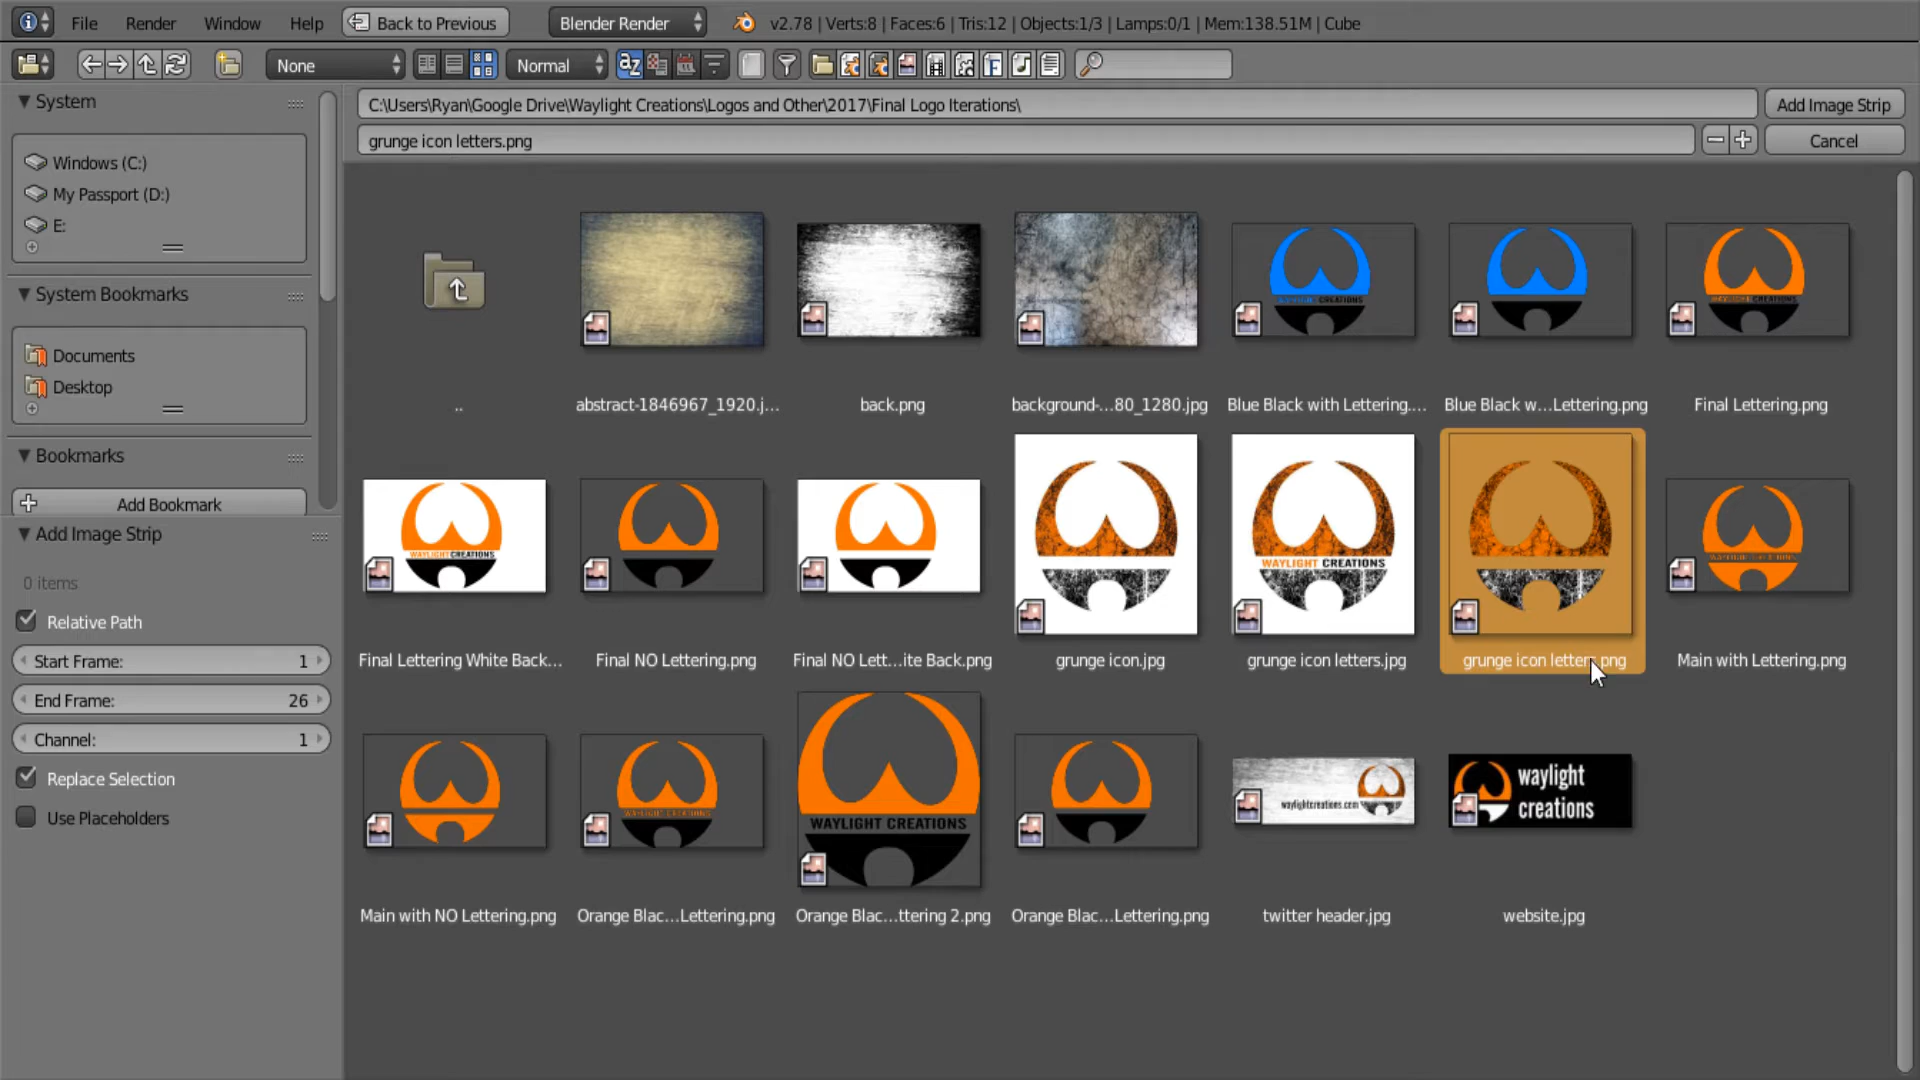 File Render Window Help Back to Previous Blender Render v2.78 | Verts:8 | Faces:6 | Tris:12 | Objects:1/3 | Lamps:0/1 | Mem:138.51M | Cube
None Normal
System
C:\Users\Ryan\Google Drive\Waylight Creations\Logos and Other\2017\Final Logo Iterations\ Add Image Strip
grunge icon letters.png Cancel
Windows (C:)
My Passport (D:)
E:
System Bookmarks
Documents
Desktop
Bookmarks
Add Bookmark
Add Image Strip
0 items
Relative Path
Start Frame: 1
End Frame: 26
Channel: 1
Replace Selection
Use Placeholders
.. abstract-1846967_1920.j... back.png background-...80_1280.jpg Blue Black with Lettering.... Blue Black w...Lettering.png Final Lettering.png
WAYLIGHT CREATIONS
WAYLIGHT CREATIONS
Final Lettering White Back... Final NO Lettering.png Final NO Lett...ite Back.png grunge icon.jpg grunge icon letters.jpg grunge icon letters.png Main with Lettering.png
WAYLIGHT CREATIONS
waylightcreations.com
waylight
creations
Main with NO Lettering.png Orange Blac...Lettering.png Orange Blac...ttering 2.png Orange Blac...Lettering.png twitter header.jpg website.jpg